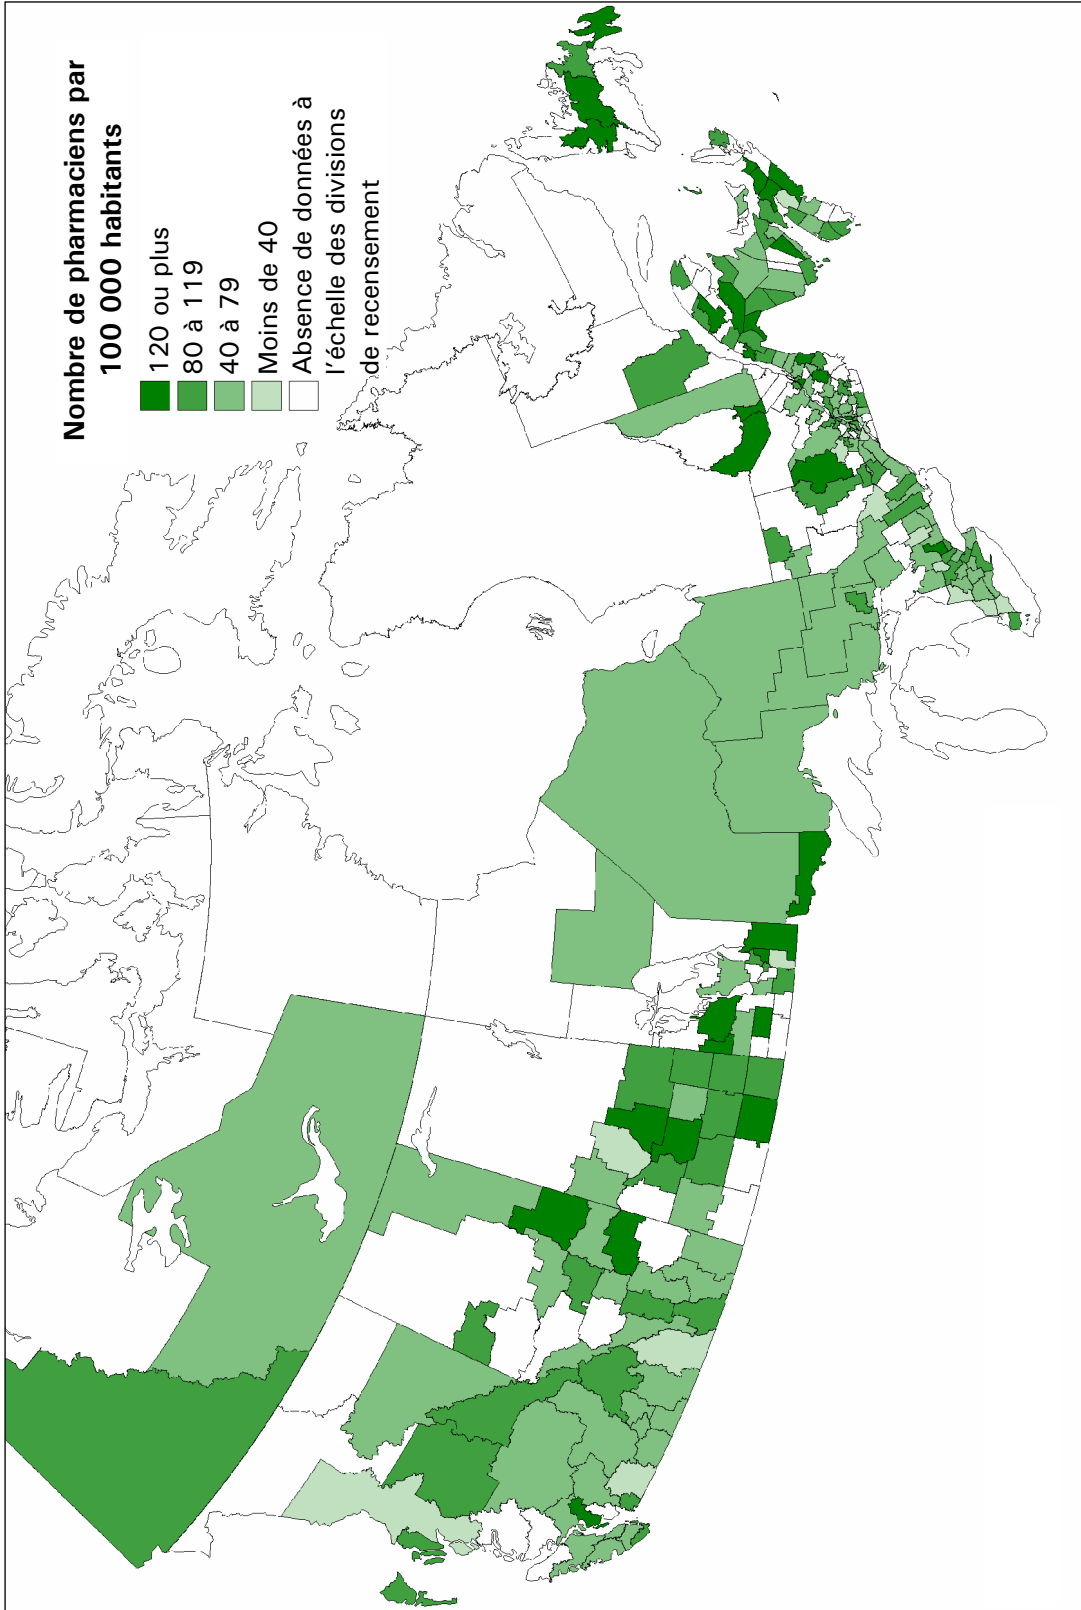 Nombre de pharmaciens par
100 000 habitants
120 ou plus
80 à 119
40 à 79
Moins de 40
Absence de données à
l'échelle des divisions
de recensement